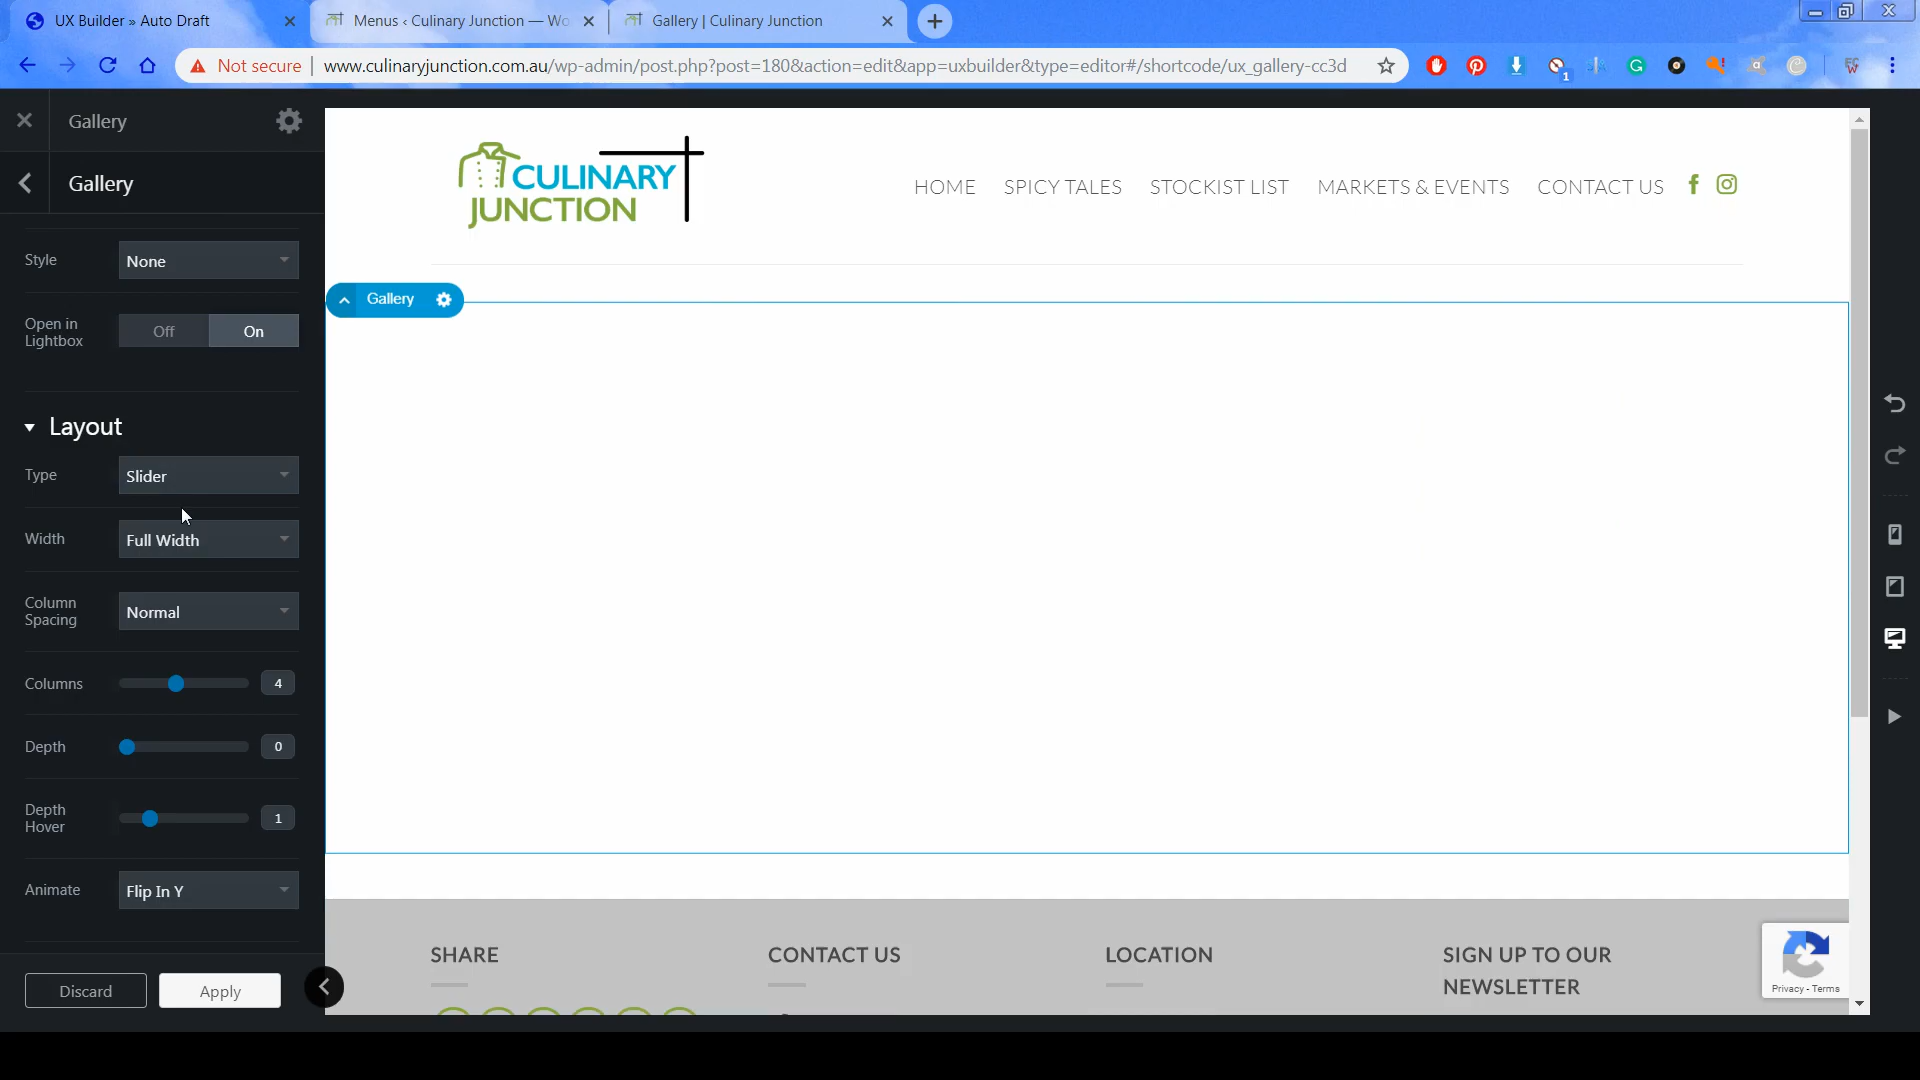 UX Builder » Auto Draft
Menus ‹ Culinary Junction — Wo
Gallery | Culinary Junction
Not secure | www.culinaryjunction.com.au/wp-admin/post.php?post=180&action=edit&app=uxbuilder&type=editor#/shortcode/ux_gallery-cc3d
1
Gallery
Gallery
Style
None
Open in
Lightbox
Off
On
Layout
Type
Slider
Width
Full Width
Column
Spacing
Normal
Columns
4
Depth
0
Depth
Hover
1
Animate
Flip In Y
Discard
Apply
CULINARY
JUNCTION
HOME
SPICY TALES
STOCKIST LIST
MARKETS & EVENTS
CONTACT US
Gallery
SHARE
CONTACT US
LOCATION
SIGN UP TO OUR
NEWSLETTER
Privacy - Terms